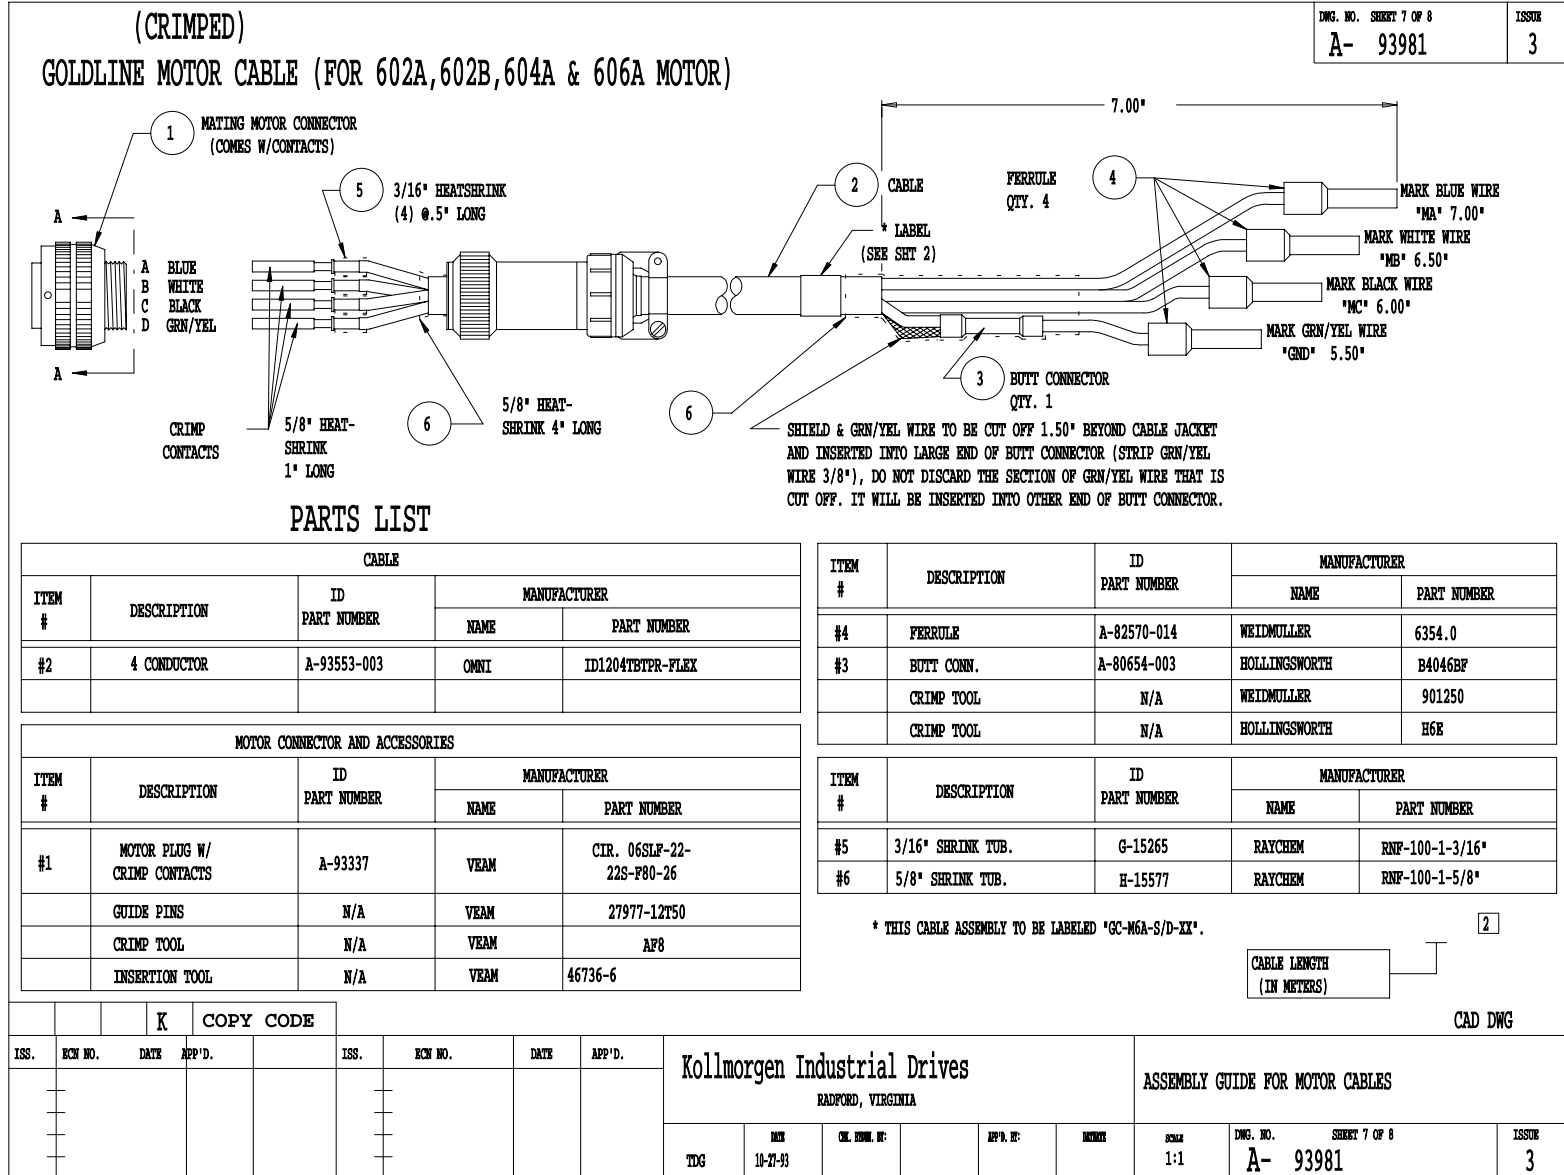 (CRIMPED)
GOLDLINE MOTOR CABLE (FOR 602A,602B,604A & 606A MOTOR)
DWG. NO. SHEET 7 OF 8
A- 93981
ISSUE
3
1
MATING MOTOR CONNECTOR
(COMES W/CONTACTS)
5
3/16" HEATSHRINK
(4) @.5" LONG
A
A
A BLUE
B WHITE
C BLACK
D GRN/YEL
CRIMP
CONTACTS
5/8" HEAT-
SHRINK
1" LONG
6
5/8" HEAT-
SHRINK 4" LONG
7.00"
2
CABLE
* LABEL
(SEE SHT 2)
FERRULE
QTY. 4
4
MARK BLUE WIRE
"MA" 7.00"
MARK WHITE WIRE
"MB" 6.50"
MARK BLACK WIRE
"MC" 6.00"
MARK GRN/YEL WIRE
"GND" 5.50"
3
BUTT CONNECTOR
QTY. 1
6
SHIELD & GRN/YEL WIRE TO BE CUT OFF 1.50" BEYOND CABLE JACKET
AND INSERTED INTO LARGE END OF BUTT CONNECTOR (STRIP GRN/YEL
WIRE 3/8"), DO NOT DISCARD THE SECTION OF GRN/YEL WIRE THAT IS
CUT OFF. IT WILL BE INSERTED INTO OTHER END OF BUTT CONNECTOR.
PARTS LIST
CABLE
ITEM # DESCRIPTION ID PART NUMBER MANUFACTURER
NAME PART NUMBER
#2 4 CONDUCTOR A-93553-003 OMNI ID1204TBTPR-FLEX
MOTOR CONNECTOR AND ACCESSORIES
ITEM # DESCRIPTION ID PART NUMBER MANUFACTURER
NAME PART NUMBER
#1 MOTOR PLUG W/ CRIMP CONTACTS A-93337 VEAM CIR. 06SLF-22-22S-F80-26
GUIDE PINS N/A VEAM 27977-12T50
CRIMP TOOL N/A VEAM AF8
INSERTION TOOL N/A VEAM 46736-6
ITEM # DESCRIPTION ID PART NUMBER MANUFACTURER
NAME PART NUMBER
#4 FERRULE A-82570-014 WEIDMULLER 6354.0
#3 BUTT CONN. A-80654-003 HOLLINGSWORTH B4046BF
CRIMP TOOL N/A WEIDMULLER 901250
CRIMP TOOL N/A HOLLINGSWORTH H6E
ITEM # DESCRIPTION ID PART NUMBER MANUFACTURER
NAME PART NUMBER
#5 3/16" SHRINK TUB. G-15265 RAYCHEM RNF-100-1-3/16"
#6 5/8" SHRINK TUB. H-15577 RAYCHEM RNF-100-1-5/8"
* THIS CABLE ASSEMBLY TO BE LABELED "GC-M6A-S/D-XX".
2
CABLE LENGTH
(IN METERS)
K COPY CODE
CAD DWG
ISS. ECN NO. DATE APP'D. ISS. ECN NO. DATE APP'D.
Kollmorgen Industrial Drives
RADFORD, VIRGINIA
ASSEMBLY GUIDE FOR MOTOR CABLES
TDG
DATE
10-27-93
APP'D. BY:
SCALE
1:1
DWG. NO. SHEET 7 OF 8
A- 93981
ISSUE
3